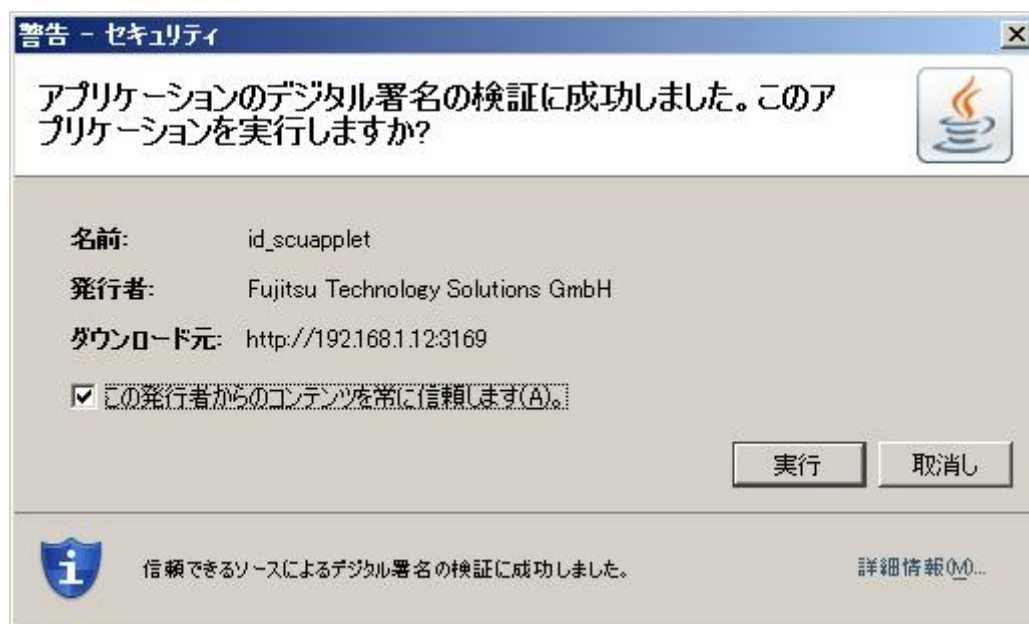 警告 - セキュリティ
アプリケーションのデジタル署名の検証に成功しました。このア
プリケーションを実行しますか?
名前: id_scuapplet
発行者: Fujitsu Technology Solutions GmbH
ダウンロード元: http://192.168.1.12:3169
この発行者からのコンテンツを常に信頼します(A)。
実行 取消し
信頼できるソースによるデジタル署名の検証に成功しました。 詳細情報(M)...